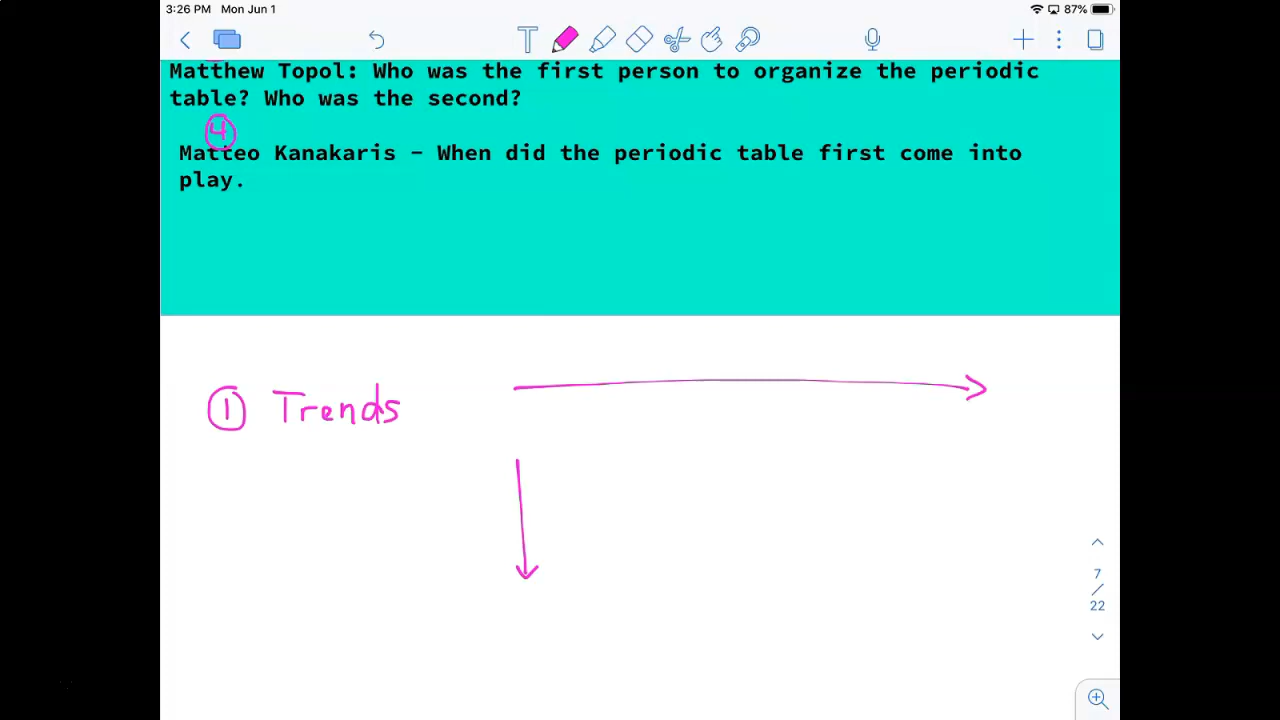 3:26 PM Mon Jun 1
87%
Matthew Topol: Who was the first person to organize the periodic
table? Who was the second?
4
Matteo Kanakaris - When did the periodic table first come into
play.
1 Trends
7
/
22